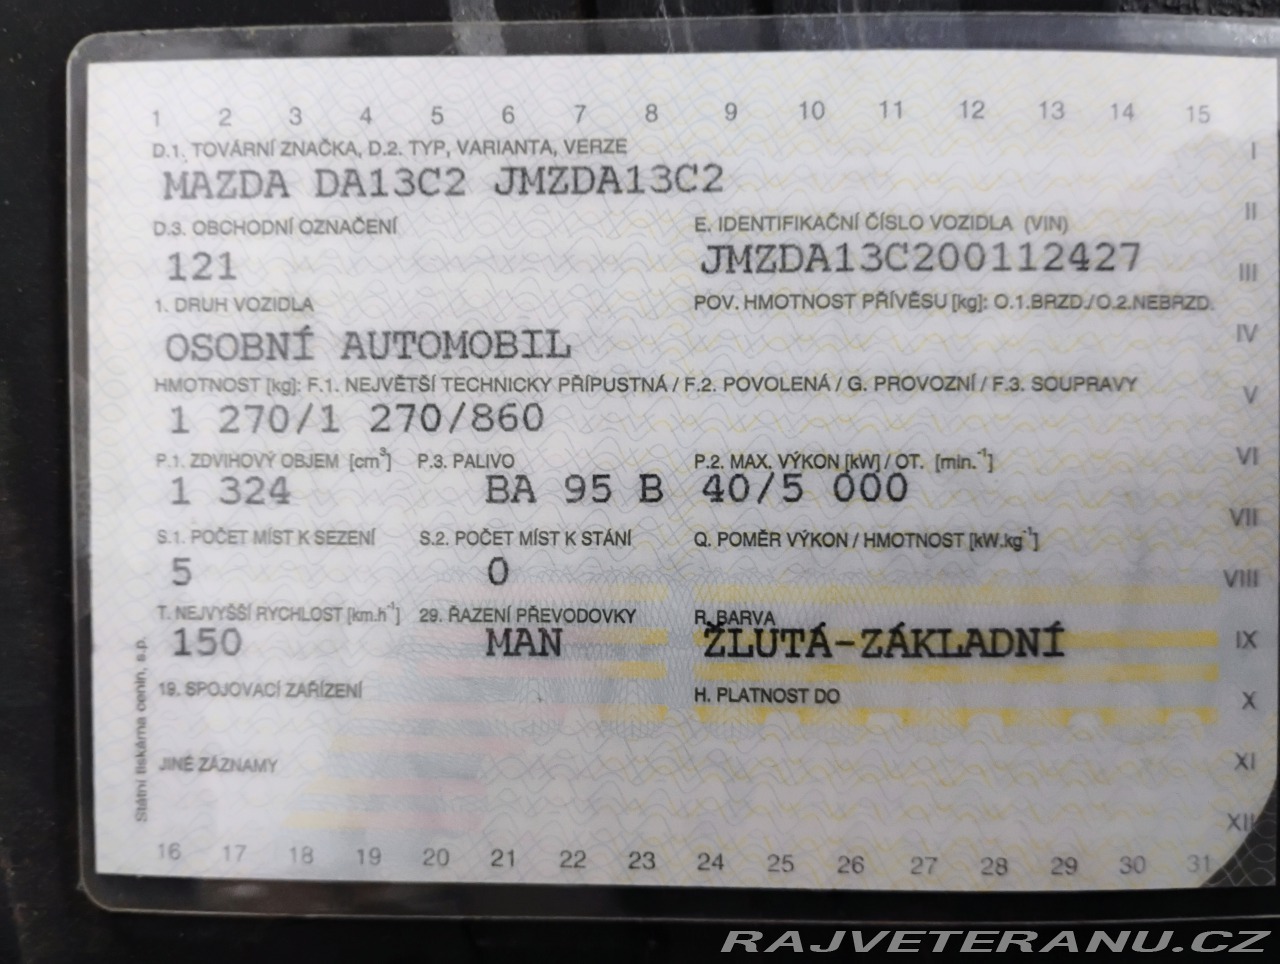 1 2 3 4 5 6 7 8 9 10 11 12 13 14 15
D.1. TOVÁRNÍ ZNAČKA, D.2. TYP, VARIANTA, VERZE I
MAZDA DA13C2 JMZDA13C2
D.3. OBCHODNÍ OZNAČENÍ E. IDENTIFIKAČNÍ ČÍSLO VOZIDLA (VIN) II
121 JMZDA13C200112427 III
1. DRUH VOZIDLA POV. HMOTNOST PŘÍVĚSU [kg]: O.1.BRZD./O.2.NEBRZD.
OSOBNÍ AUTOMOBIL IV
HMOTNOST [kg]: F.1. NEJVĚTŠÍ TECHNICKY PŘÍPUSTNÁ / F.2. POVOLENÁ / G. PROVOZNÍ / F.3. SOUPRAVY V
1 270/1 270/860
P.1. ZDVIHOVÝ OBJEM [cm³] P.3. PALIVO P.2. MAX. VÝKON [kW] / OT. [min.⁻¹] VI
1 324 BA 95 B 40/5 000
VII
S.1. POČET MÍST K SEZENÍ S.2. POČET MÍST K STÁNÍ Q. POMĚR VÝKON / HMOTNOST [kW.kg⁻¹]
5 0 VIII
T. NEJVYŠŠÍ RYCHLOST [km.h⁻¹] 29. ŘAZENÍ PŘEVODOVKY R. BARVA
150 MAN ŽLUTÁ-ZÁKLADNÍ IX
19. SPOJOVACÍ ZAŘÍZENÍ H. PLATNOST DO X
JINÉ ZÁZNAMY XI
XII
16 17 18 19 20 21 22 23 24 25 26 27 28 29 30 31
Státní tiskárna cenin, s.p.
RAJVETERANU.CZ